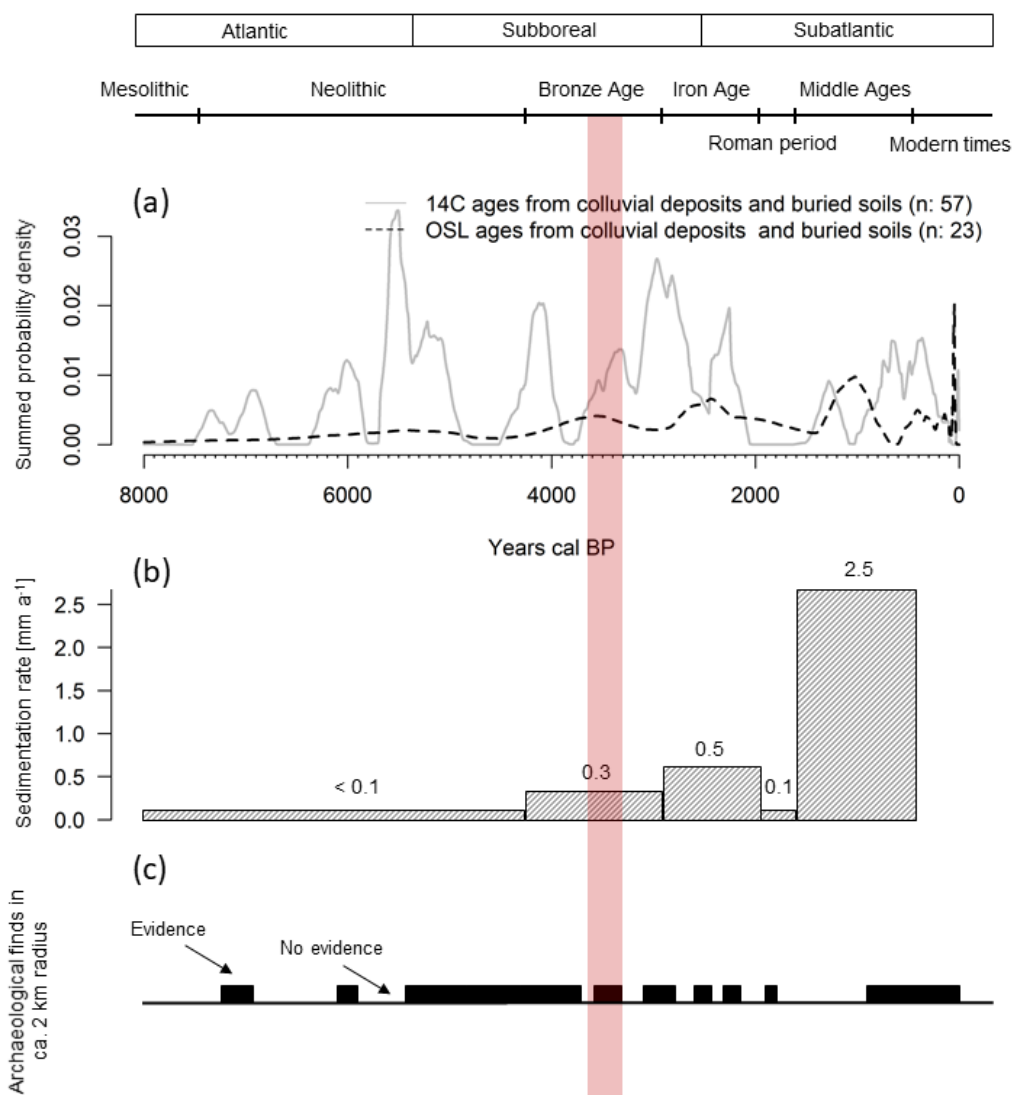 Atlantic Subboreal Subatlantic
Mesolithic Neolithic Bronze Age Iron Age Middle Ages
Roman period Modern times
(a)
14C ages from colluvial deposits and buried soils (n: 57)
OSL ages from colluvial deposits and buried soils (n: 23)
Summed probability density
0.03
0.02
0.01
0.00
8000 6000 4000 2000 0
Years cal BP
(b)
Sedimentation rate [mm a⁻¹]
2.5
2.0
1.5
1.0
0.5
0.0
< 0.1 0.3 0.5 0.1 2.5
(c)
Archaeological finds in
ca. 2 km radius
Evidence
No evidence